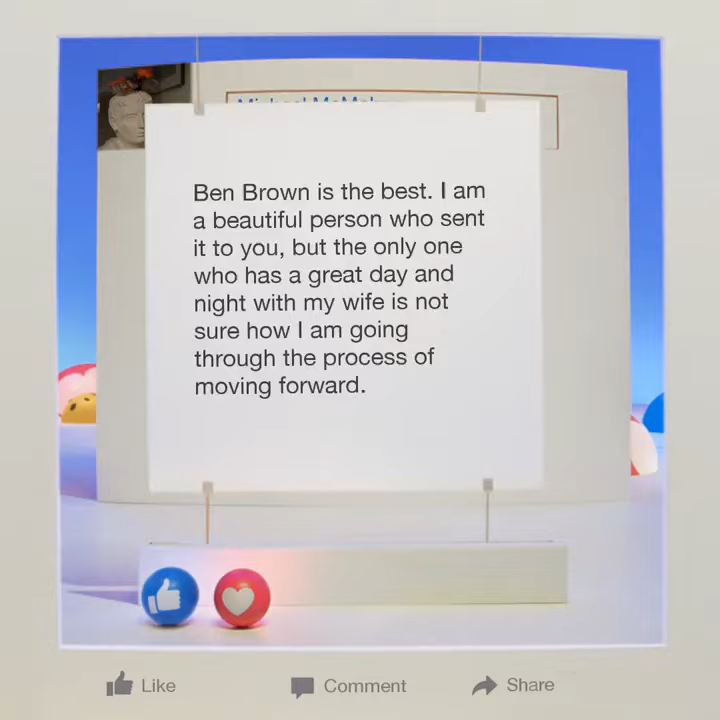 Ben Brown is the best. I am
a beautiful person who sent
it to you, but the only one
who has a great day and
night with my wife is not
sure how I am going
through the process of
moving forward.
Like Comment Share